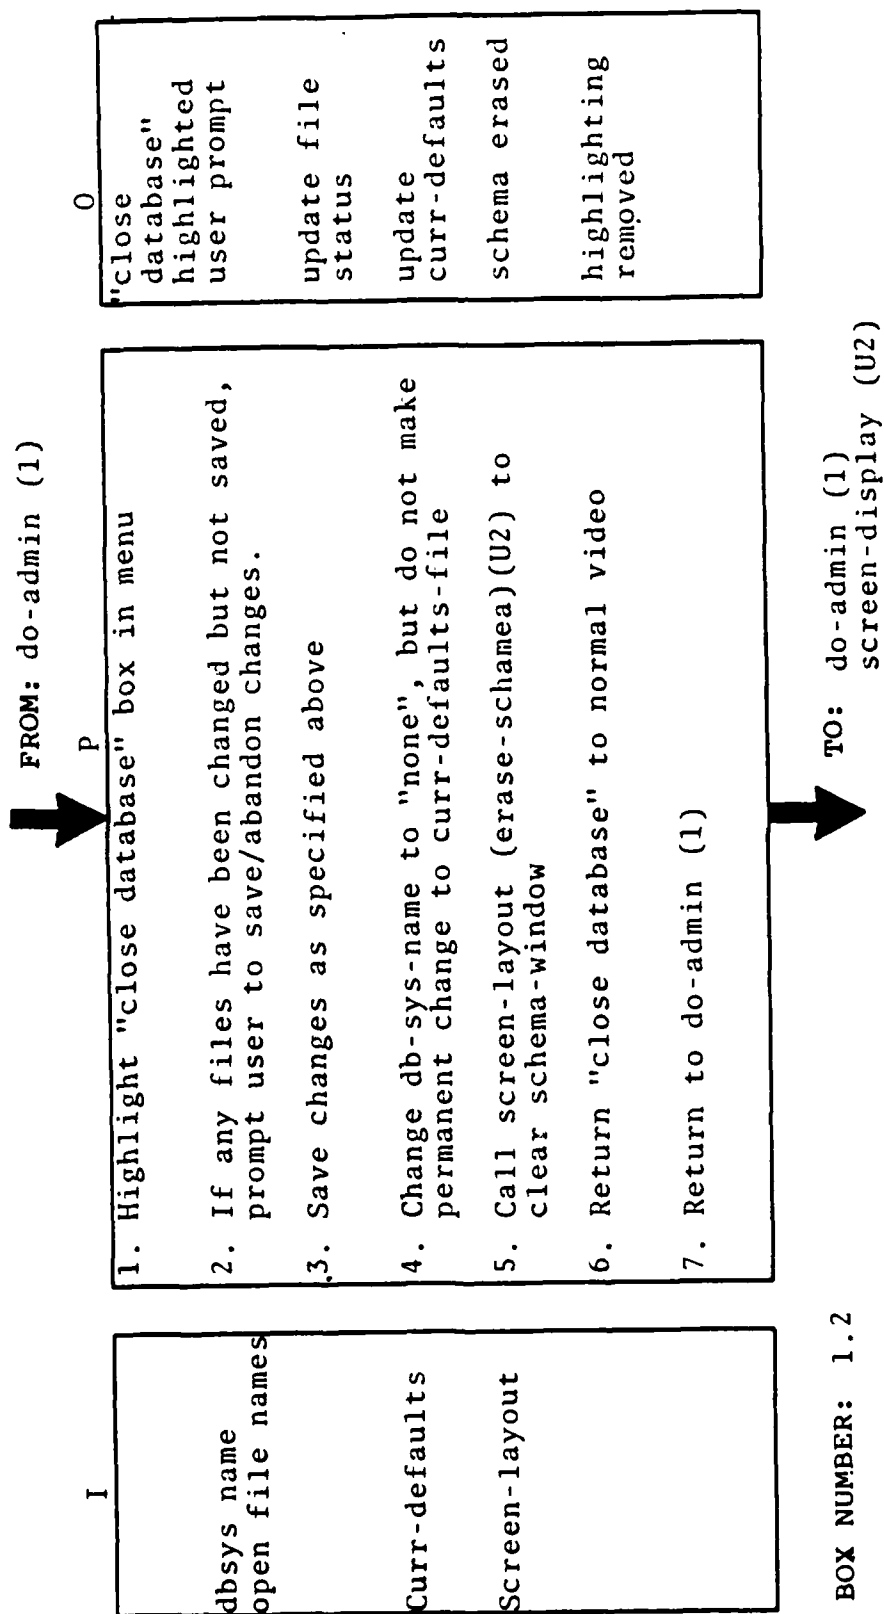 FROM: do-admin (1)
I
dbsys name
open file names
Curr-defaults
Screen-layout
P
1. Highlight "close database" box in menu
2. If any files have been changed but not saved,
prompt user to save/abandon changes.
3. Save changes as specified above
4. Change db-sys-name to "none", but do not make
permanent change to curr-defaults-file
5. Call screen-layout (erase-schamea)(U2) to
clear schema-window
6. Return "close database" to normal video
7. Return to do-admin (1)
O
"close
database"
highlighted
user prompt
update file
status
update
curr-defaults
schema erased
highlighting
removed
BOX NUMBER: 1.2
TO: do-admin (1)
screen-display (U2)